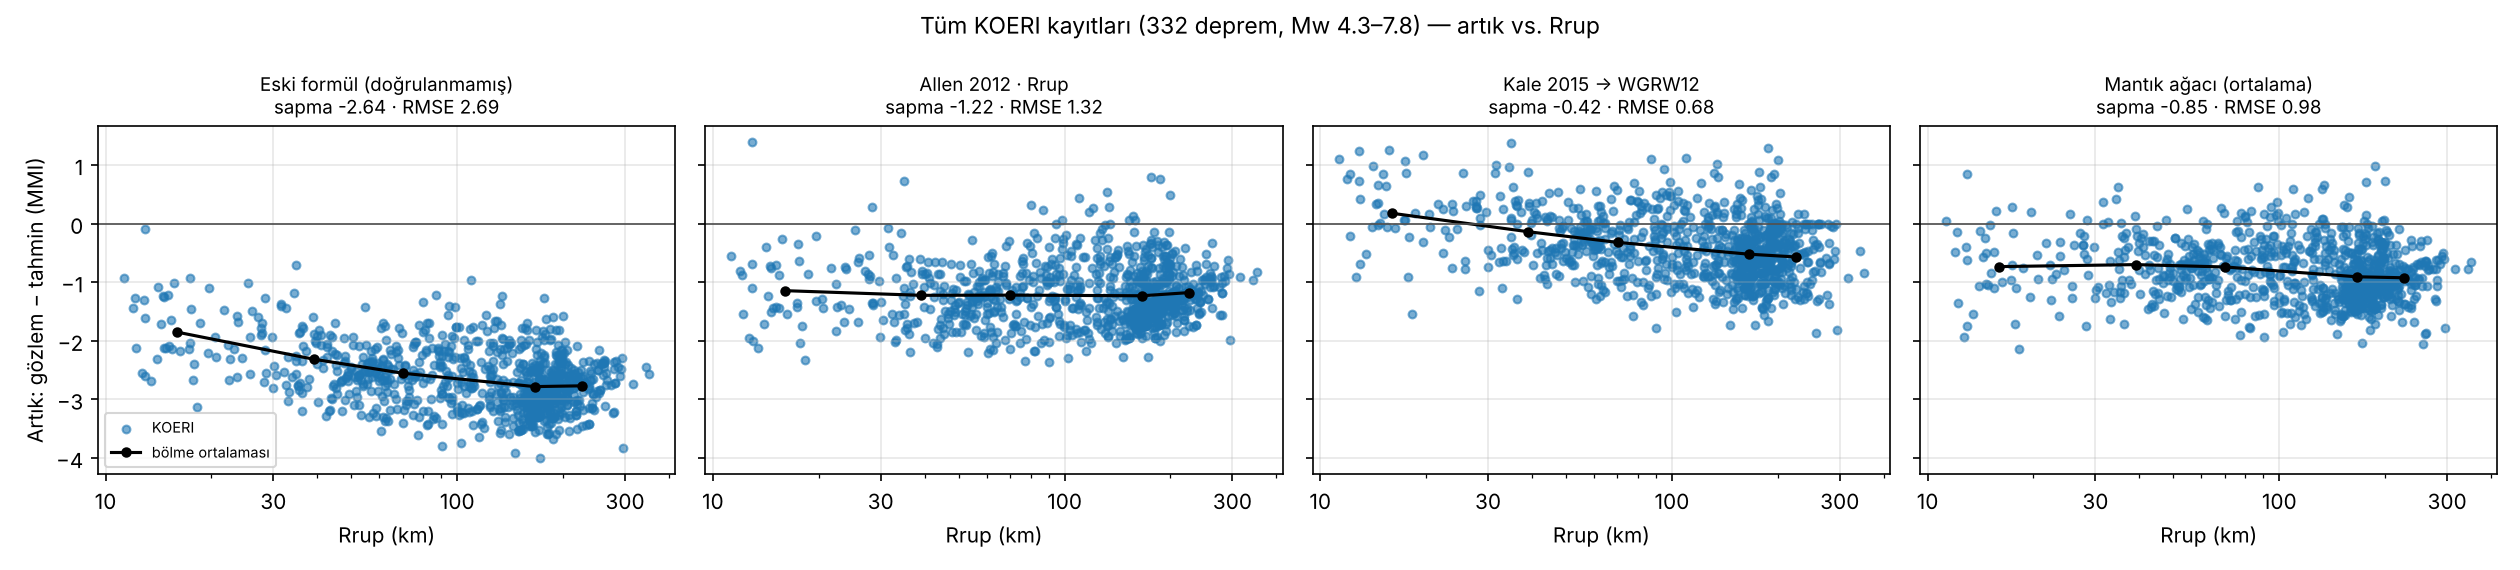 Tüm KOERI kayıtları (332 deprem, Mw 4.3–7.8) — artık vs. Rrup
Eski formül (doğrulanmamış)
sapma -2.64 · RMSE 2.69
Allen 2012 · Rrup
sapma -1.22 · RMSE 1.32
Kale 2015 → WGRW12
sapma -0.42 · RMSE 0.68
Mantık ağacı (ortalama)
sapma -0.85 · RMSE 0.98
Artık: gözlem − tahmin (MMI)
1
0
−1
−2
−3
−4
KOERI
bölme ortalaması
10 30 100 300
10 30 100 300
10 30 100 300
10 30 100 300
Rrup (km)
Rrup (km)
Rrup (km)
Rrup (km)